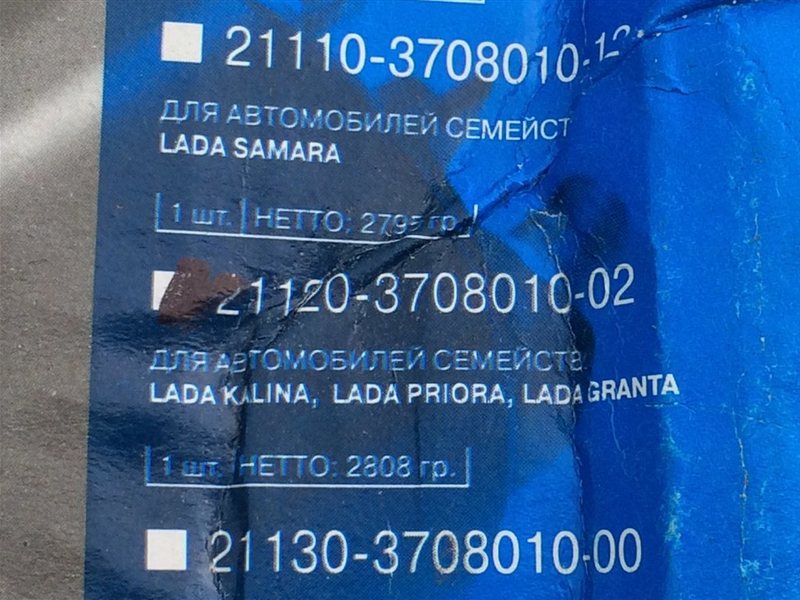 21110-3708010-
ДЛЯ АВТОМОБИЛЕЙ СЕМЕЙСТ
LADA SAMARA
1 шт. НЕТТО: 2795 гр.
21120-3708010-02
ДЛЯ АВТОМОБИЛЕЙ СЕМЕЙСТВ
LADA KALINA, LADA PRIORA, LADA GRANTA
1 шт. НЕТТО: 2808 гр.
21130-3708010-00